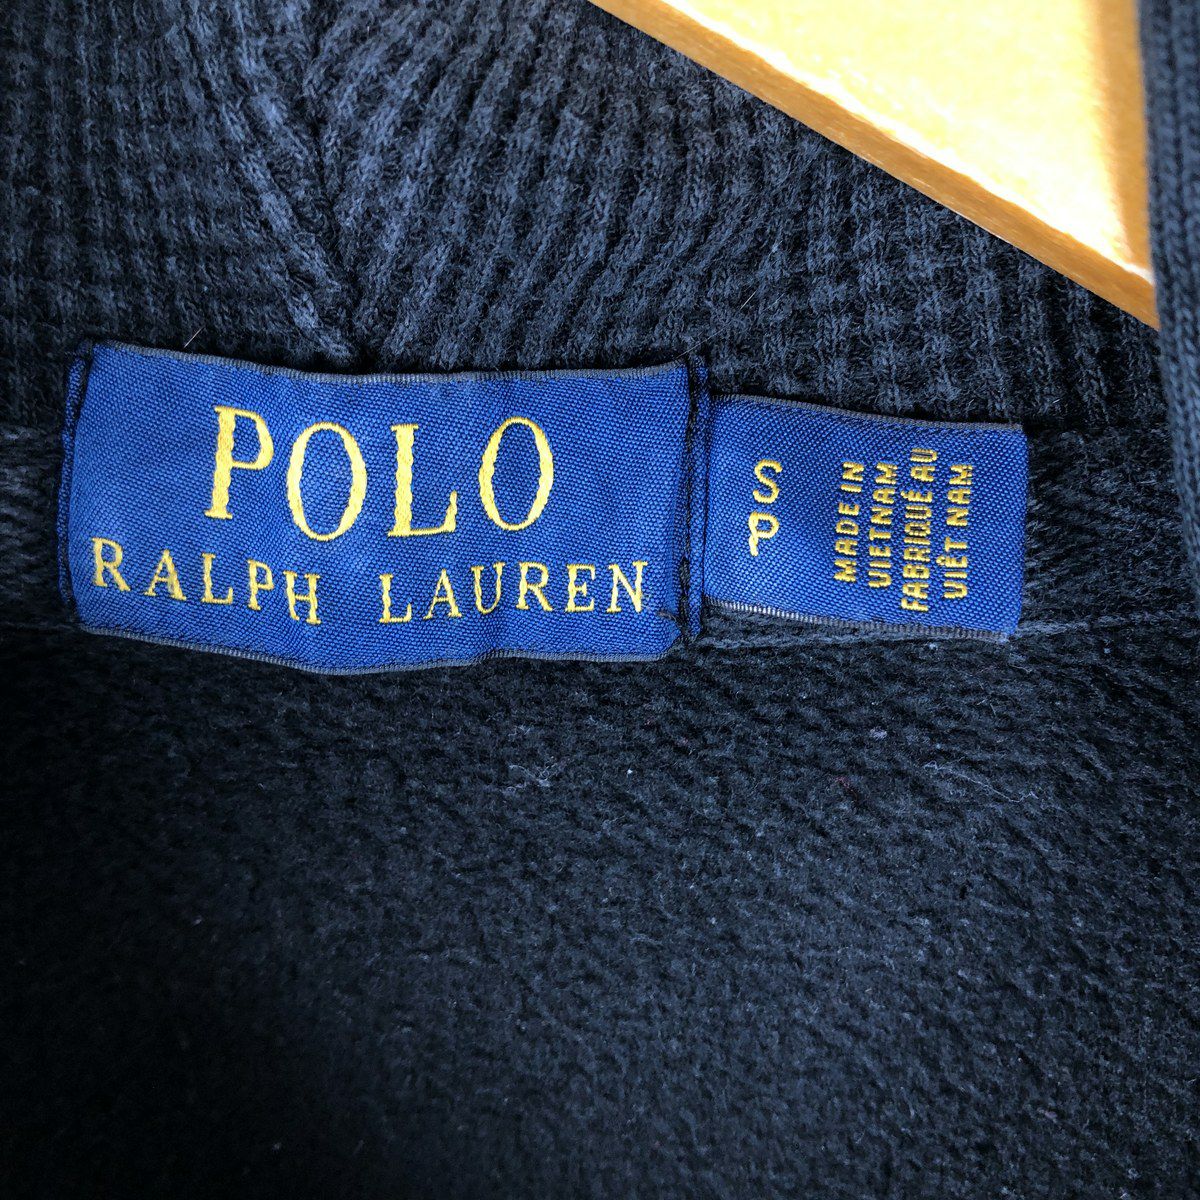 POLO
RALPH LAUREN
S
P
MADE IN
VIETNAM
FABRIQUÉ AU
VIÊT NAM